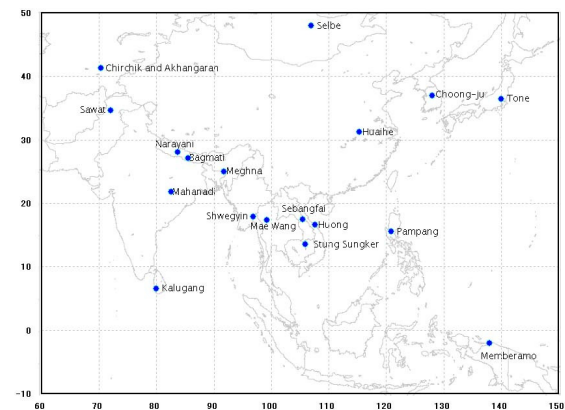 50
Selbe
40
Chirchik and Akhangaran
Choong-ju
Tone
Sawat
Huaihe
30
Narayani
Bagmati
Meghna
Mahanadi
20
Sebangfai
Shwegyin
Mae Wang
Huong
Pampang
Stung Sungker
10
Kalugang
0
Memberamo
-10
60 70 80 90 100 110 120 130 140 150